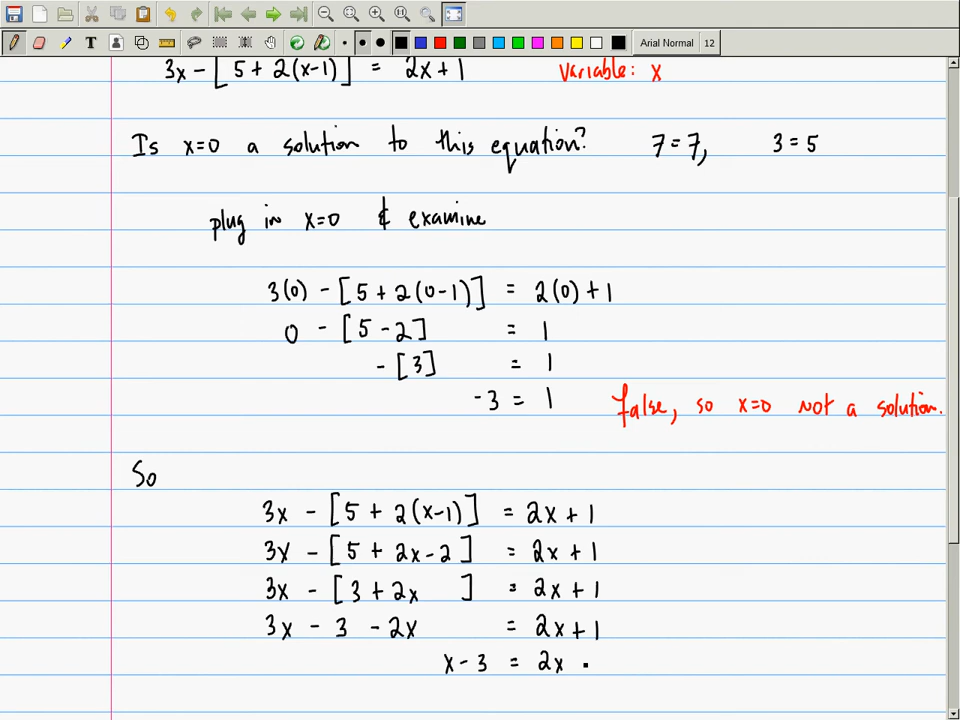 Arial Normal 12
3x - [5 + 2(x-1)] = 2x + 1 Variable: x
Is x=0 a solution to this equation? 7 = 7, 3 = 5
plug in x=0 & examine
3(0) - [5 + 2(0-1)] = 2(0) + 1
0 - [5 - 2] = 1
- [3] = 1
-3 = 1 false, so x=0 not a solution.
So
3x - [5 + 2(x-1)] = 2x + 1
3x - [5 + 2x - 2] = 2x + 1
3x - [3 + 2x ] = 2x + 1
3x - 3 - 2x = 2x + 1
x - 3 = 2x